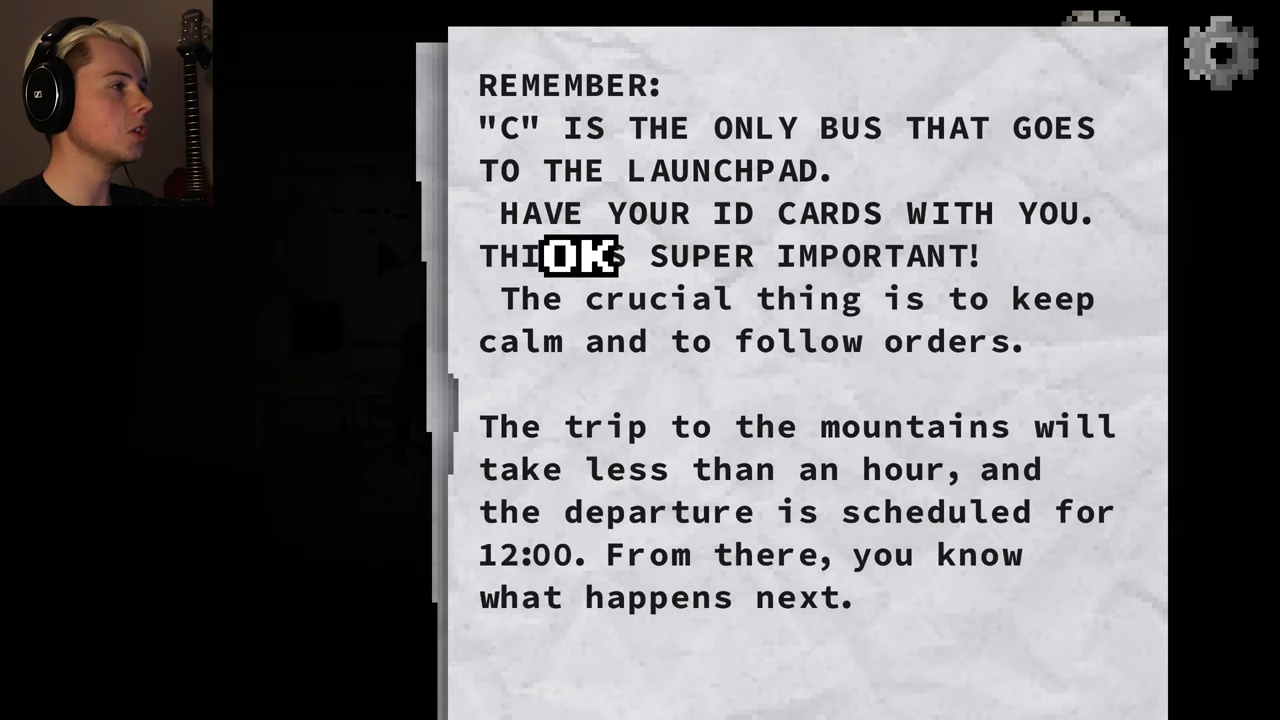 REMEMBER:
"C" IS THE ONLY BUS THAT GOES
TO THE LAUNCHPAD.
HAVE YOUR ID CARDS WITH YOU.
OK SUPER IMPORTANT!
The crucial thing is to keep
calm and to follow orders.
The trip to the mountains will
take less than an hour, and
the departure is scheduled for
12:00. From there, you know
what happens next.